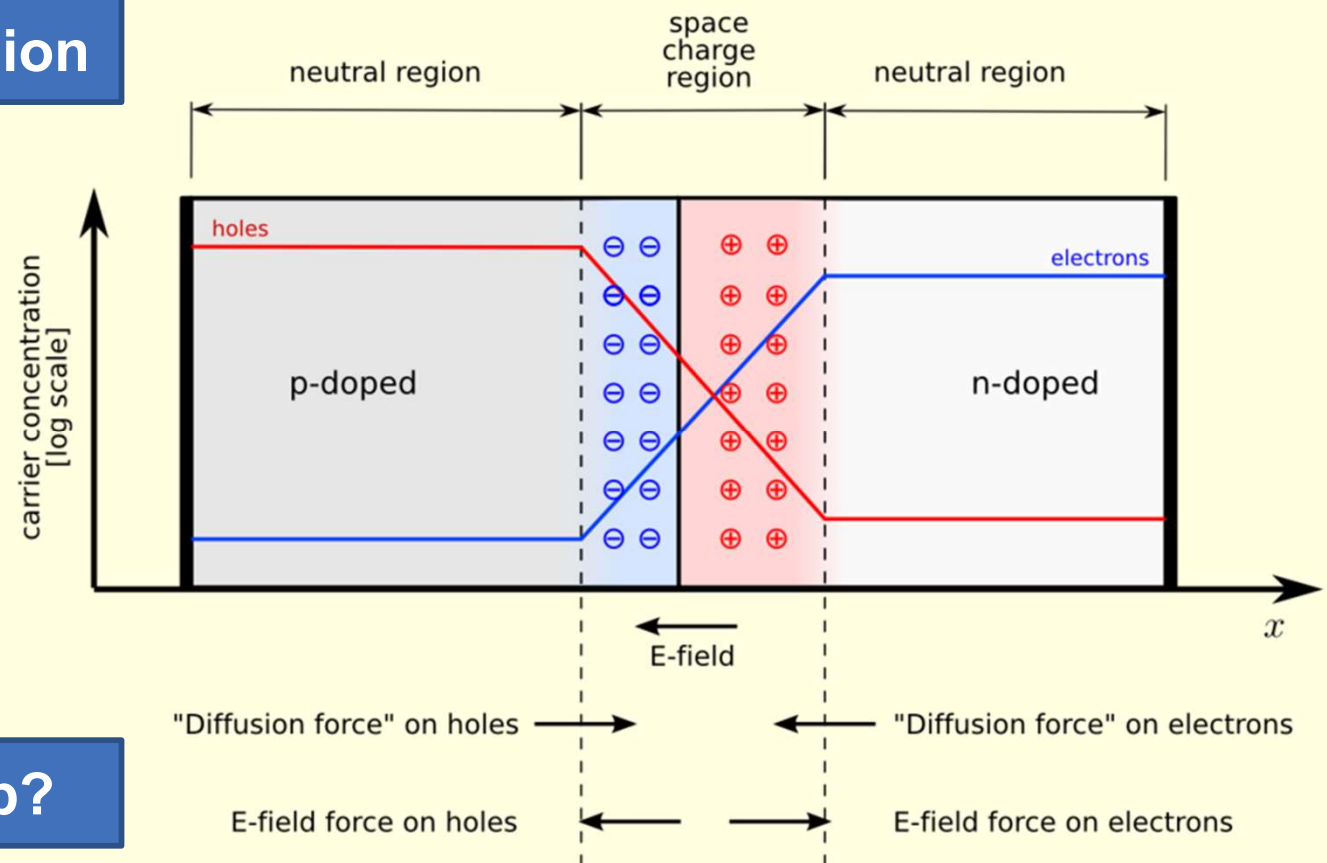 ion
space
charge
region
neutral region
neutral region
holes
electrons
carrier concentration
[log scale]
p-doped
n-doped
x
E-field
"Diffusion force" on holes
"Diffusion force" on electrons
p?
E-field force on holes
E-field force on electrons